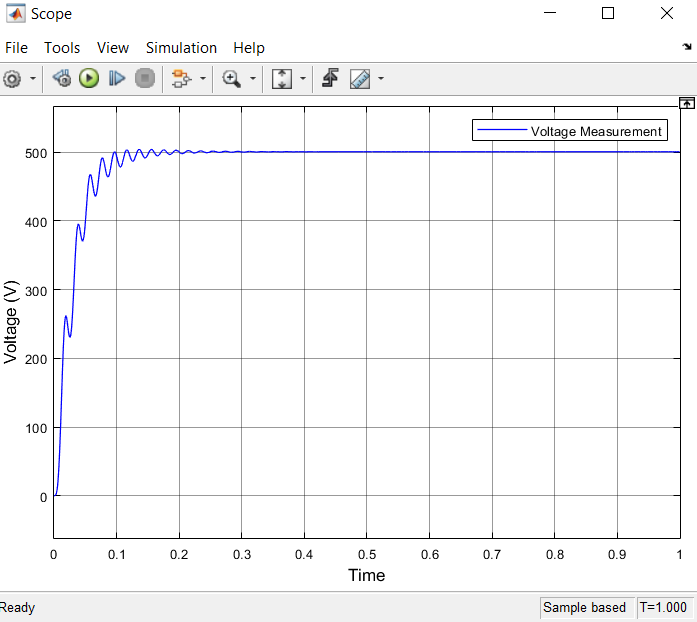 Scope
File Tools View Simulation Help
Voltage Measurement
500
400
300
200
100
0
Voltage (V)
0 0.1 0.2 0.3 0.4 0.5 0.6 0.7 0.8 0.9 1
Time
Ready Sample based T=1.000